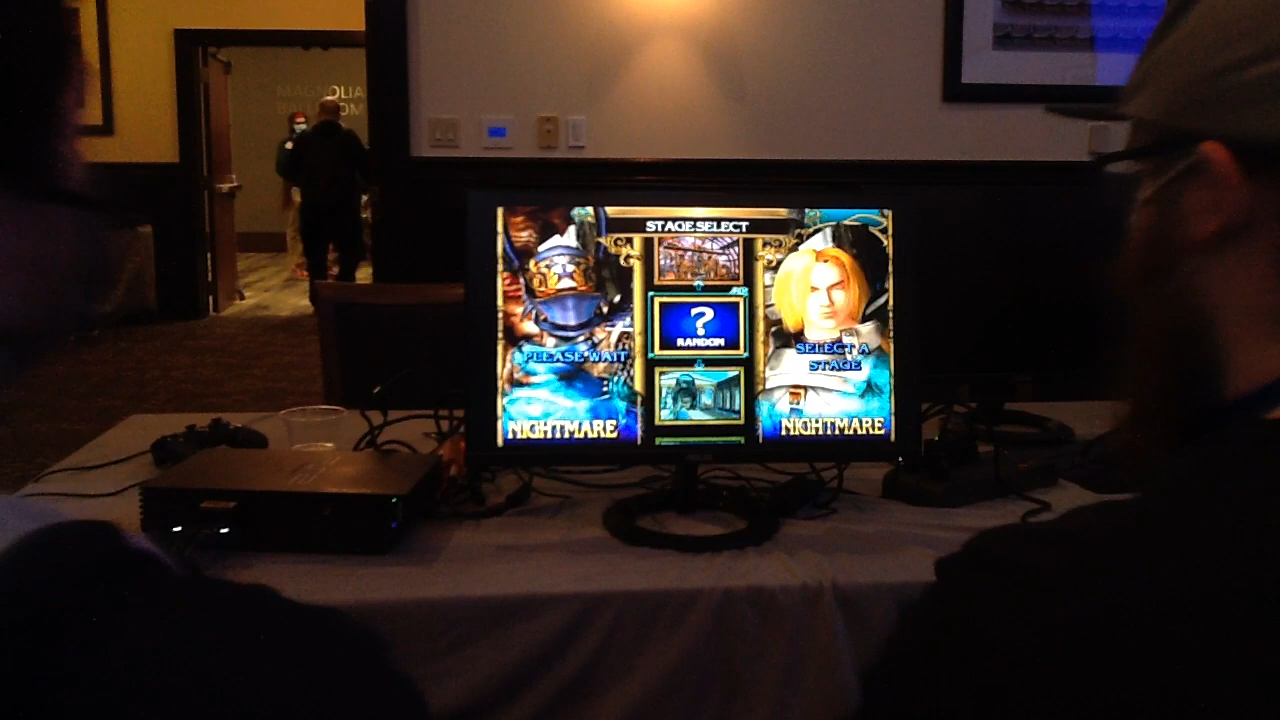 MAGNOLIA
BALLROOM
STAGE SELECT
? 
RANDOM
PLEASE WAIT
SELECT A
STAGE
NIGHTMARE
NIGHTMARE